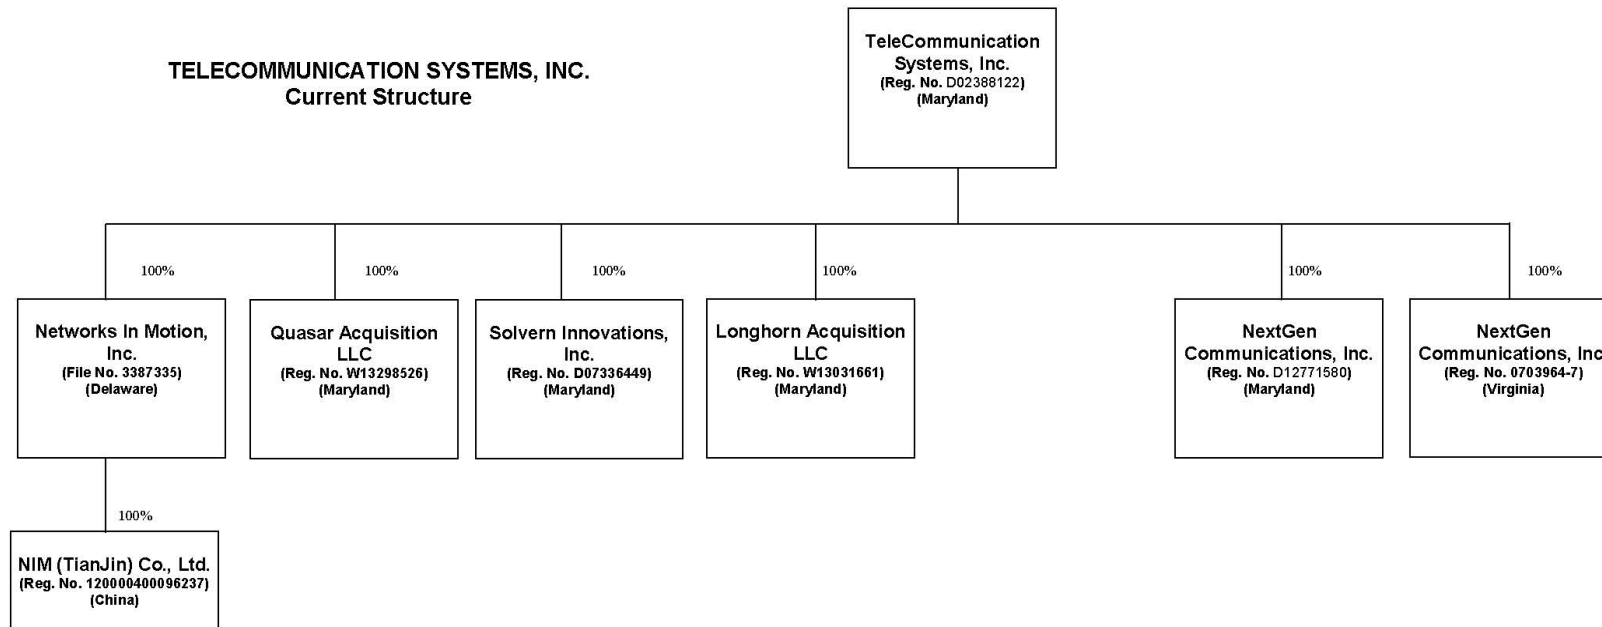 TELECOMMUNICATION SYSTEMS, INC.
Current Structure
TeleCommunication
Systems, Inc.
(Reg. No. D02388122)
(Maryland)
100%
100%
100%
100%
100%
100%
Networks In Motion,
Inc.
(File No. 3387335)
(Delaware)
Quasar Acquisition
LLC
(Reg. No. W13298526)
(Maryland)
Solvern Innovations,
Inc.
(Reg. No. D07336449)
(Maryland)
Longhorn Acquisition
LLC
(Reg. No. W13031661)
(Maryland)
NextGen
Communications, Inc.
(Reg. No. D12771580)
(Maryland)
NextGen
Communications, Inc
(Reg. No. 0703964-7)
(Virginia)
100%
NIM (TianJin) Co., Ltd.
(Reg. No. 120000400096237)
(China)